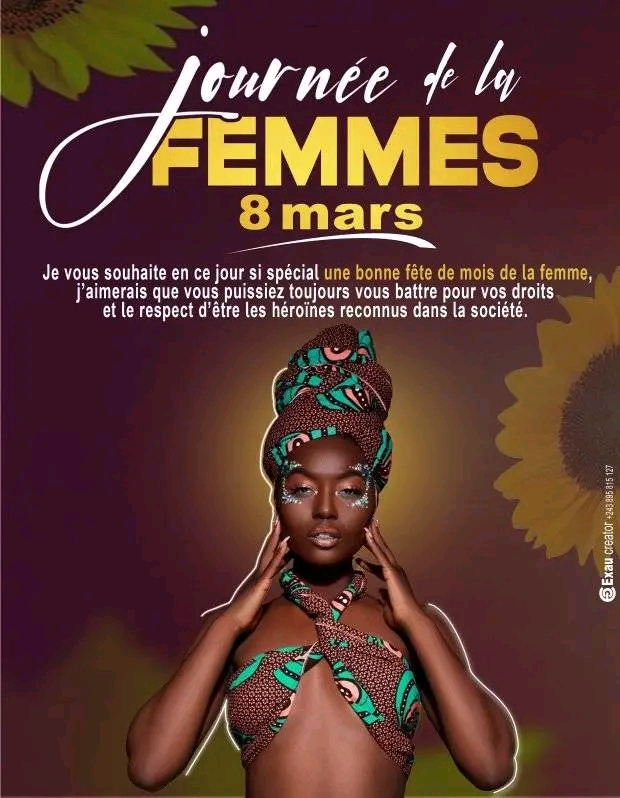 journée de la
FEMMES
8 mars
Je vous souhaite en ce jour si spécial une bonne fête de mois de la femme,
j'aimerais que vous puissiez toujours vous battre pour vos droits
et le respect d'être les héroïnes reconnus dans la société.
Exau creator +243 895 815 127